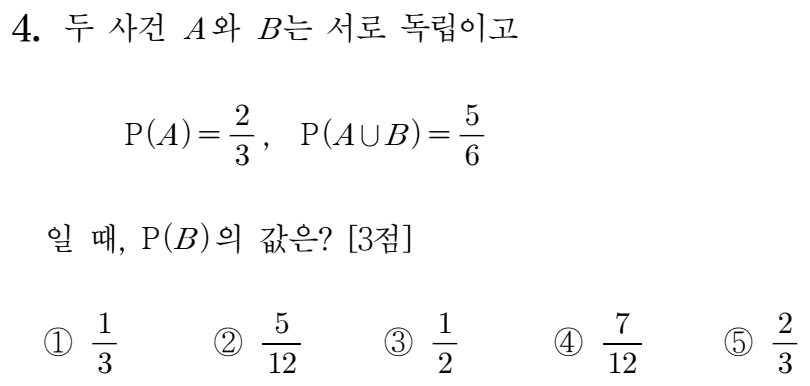 4. 두 사건 A와 B는 서로 독립이고
P(A)=2/3, P(A∪B)=5/6
일 때, P(B)의 값은? [3점]
① 1/3 ② 5/12 ③ 1/2 ④ 7/12 ⑤ 2/3